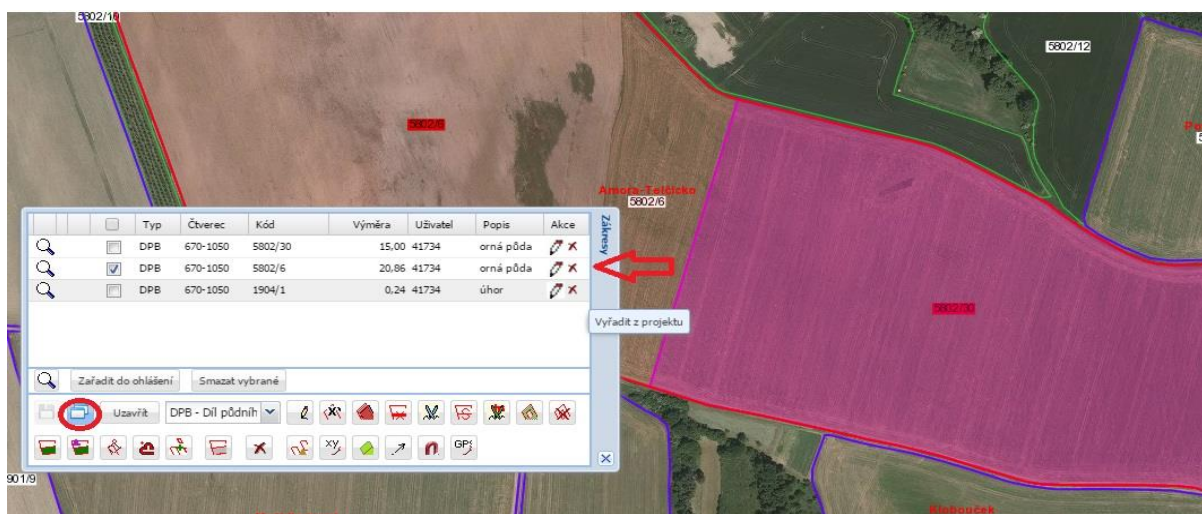 5802/10
5802/12
5802/6
Amora-Telčicko
5802/6
Typ Čtverec Kód Výměra Uživatel Popis Akce
DPB 670-1050 5802/30 15,00 41734 orná půda
DPB 670-1050 5802/6 20,86 41734 orná půda
DPB 670-1050 1904/1 0,24 41734 úhor
Zákresy
5802/30
Vyřadit z projektu
Zařadit do ohlášení Smazat vybrané
Uzavřít DPB - Díl půdníh
xy GPS
901/9
Klobouček